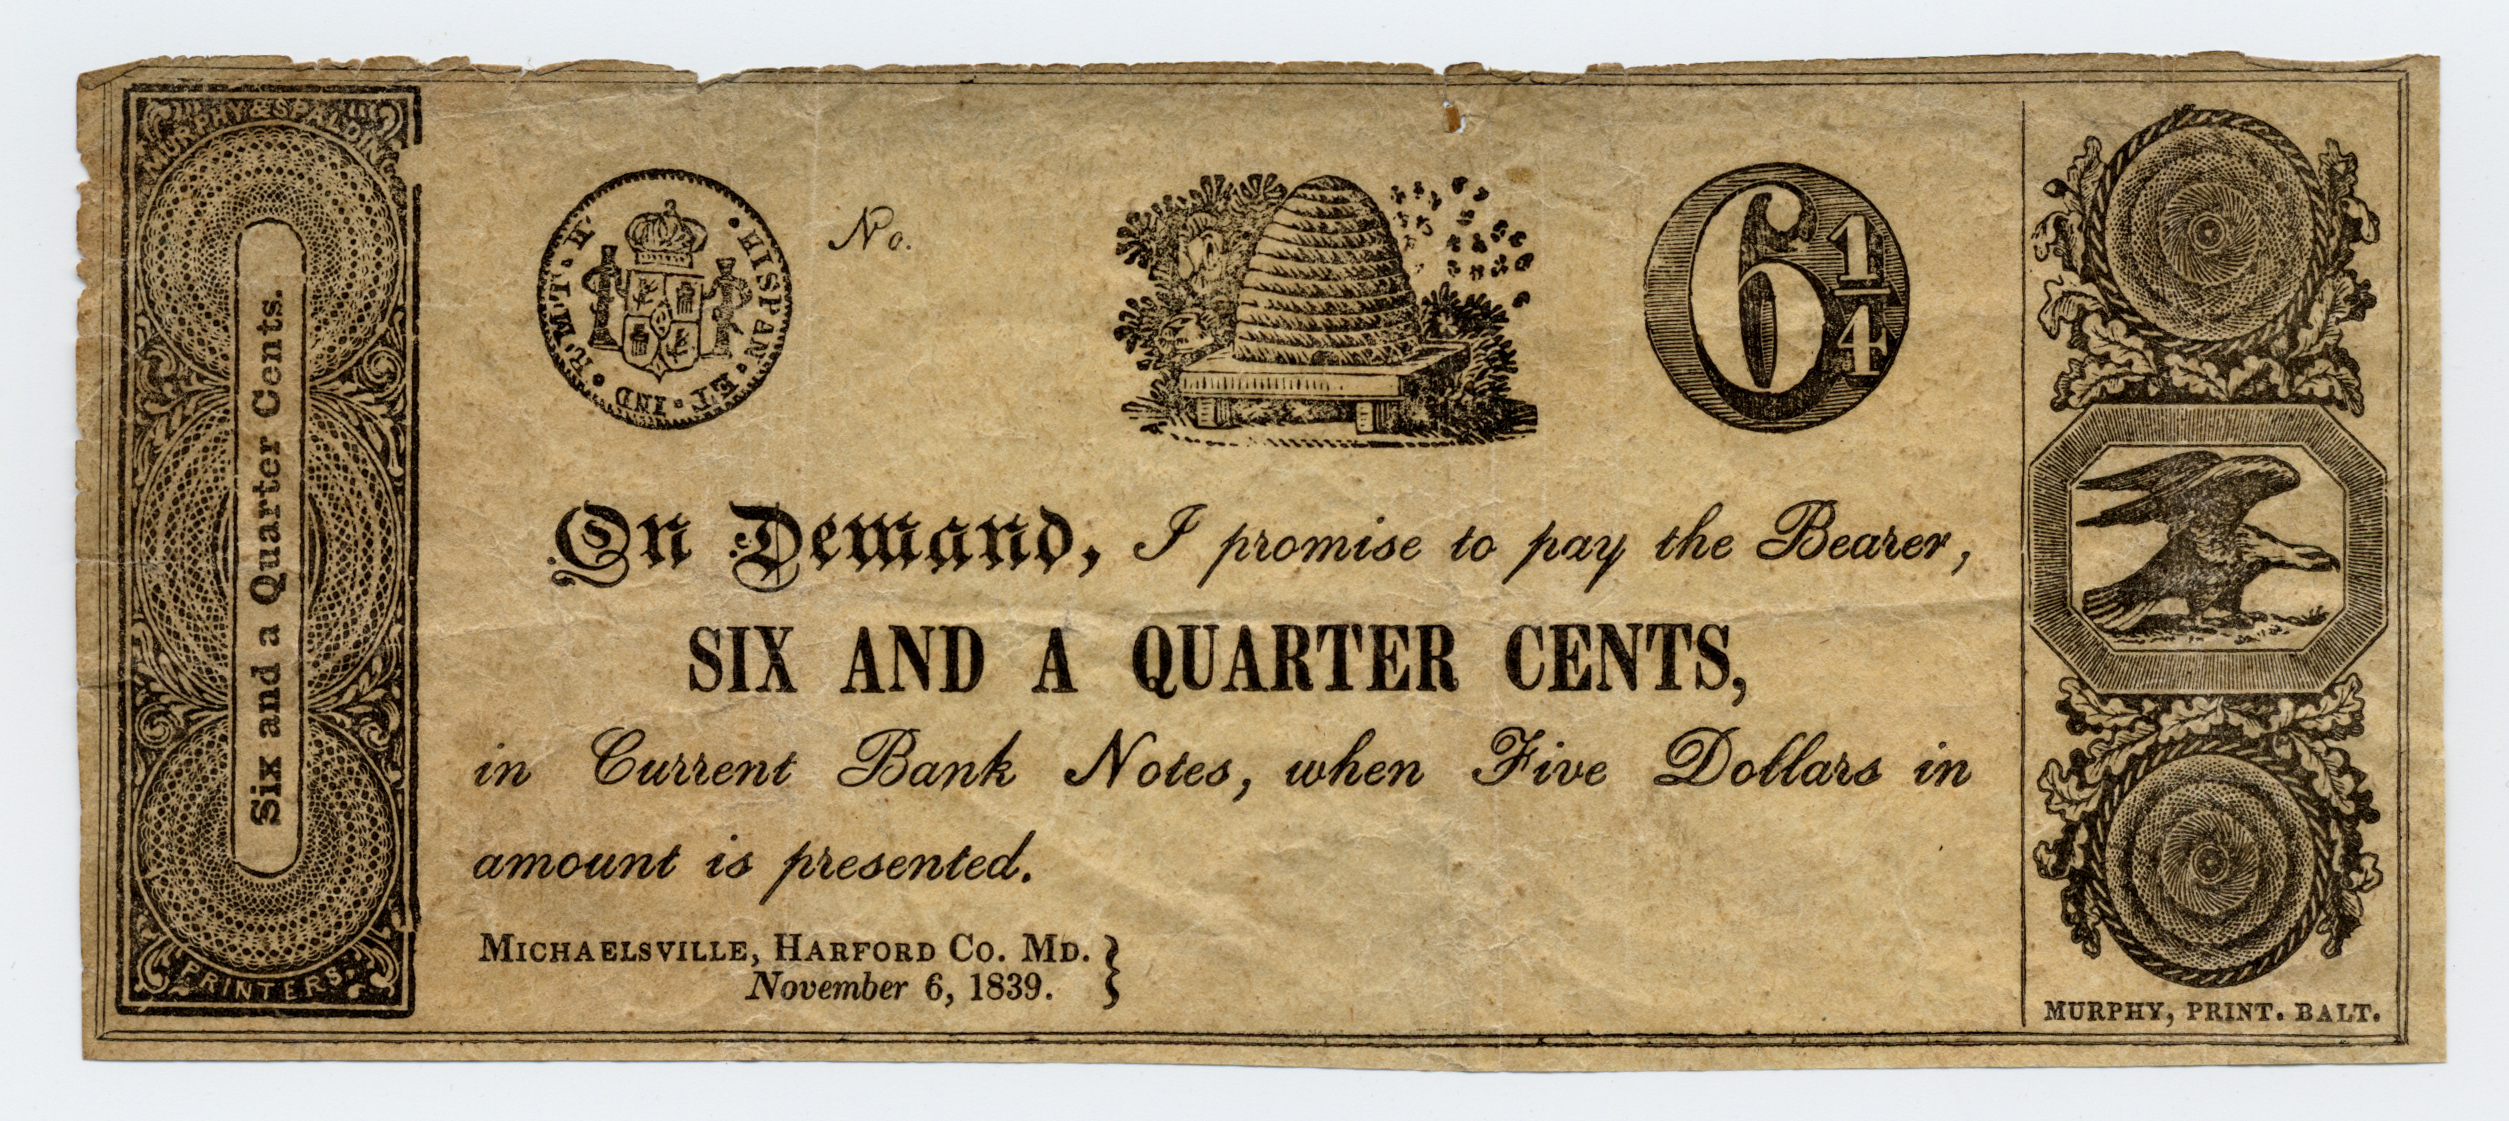 MURPHY & SPALDING
PRINTERS.
Six and a Quarter Cents.
HISPAN · ET · IND · R · M · T · H ·
No.
6 1/4
On Demand, I promise to pay the Bearer,
SIX AND A QUARTER CENTS,
in Current Bank Notes, when Five Dollars in
amount is presented.
MICHAELSVILLE, HARFORD CO. MD.
November 6, 1839.
MURPHY, PRINT. BALT.